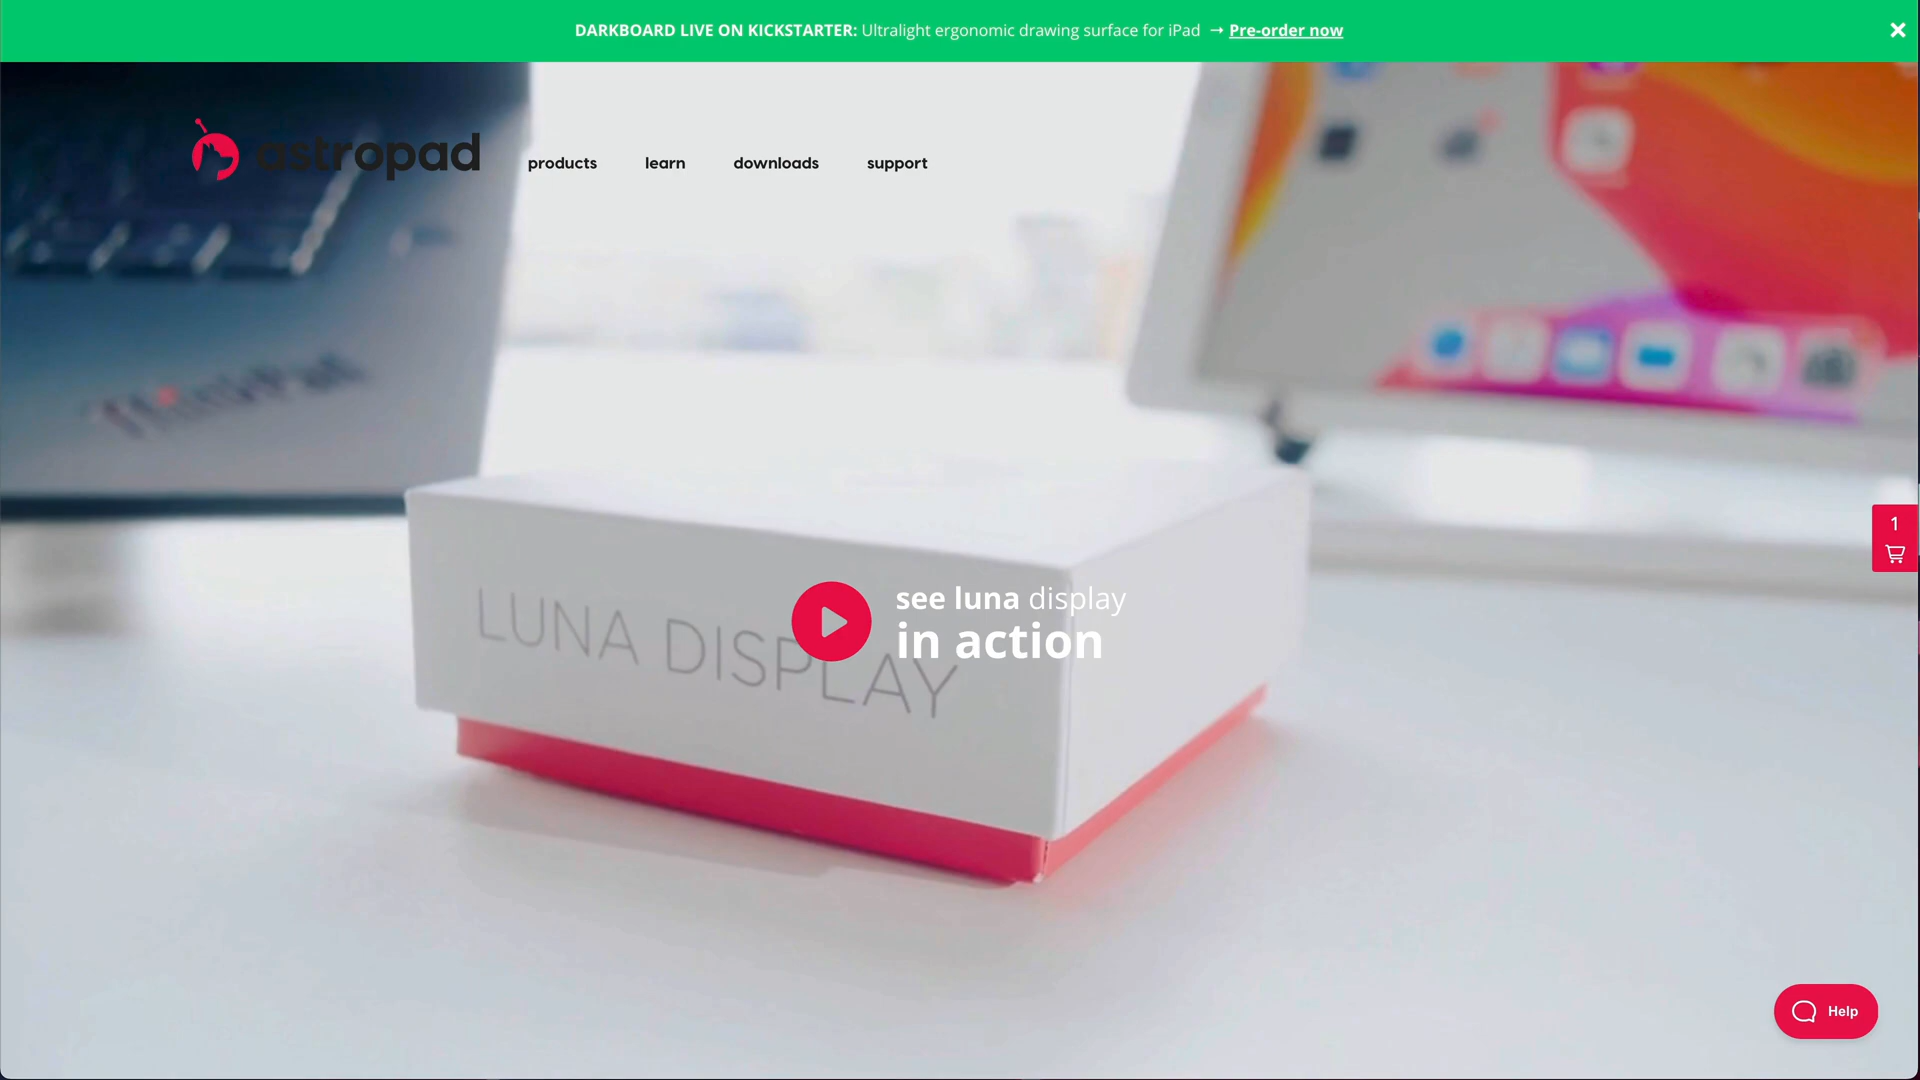 DARKBOARD LIVE ON KICKSTARTER: Ultralight ergonomic drawing surface for iPad → Pre-order now
astropad
products learn downloads support
ThinkPad
1
see luna display
in action
LUNA DISPLAY
Help